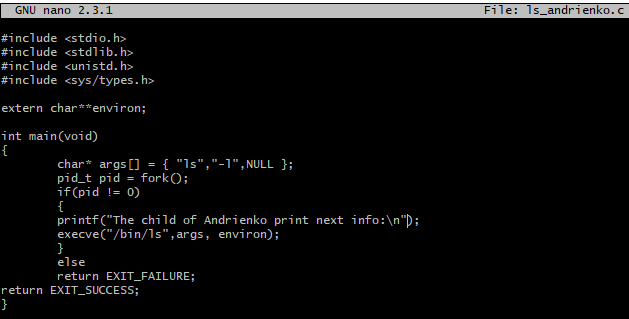 GNU nano 2.3.1 File: ls_andrienko.c
#include <stdio.h>
#include <stdlib.h>
#include <unistd.h>
#include <sys/types.h>
extern char**environ;
int main(void)
{
char* args[] = { "ls","-l",NULL };
pid_t pid = fork();
if(pid != 0)
{
printf("The child of Andrienko print next info:\n");
execve("/bin/ls",args, environ);
}
else
return EXIT_FAILURE;
return EXIT_SUCCESS;
}